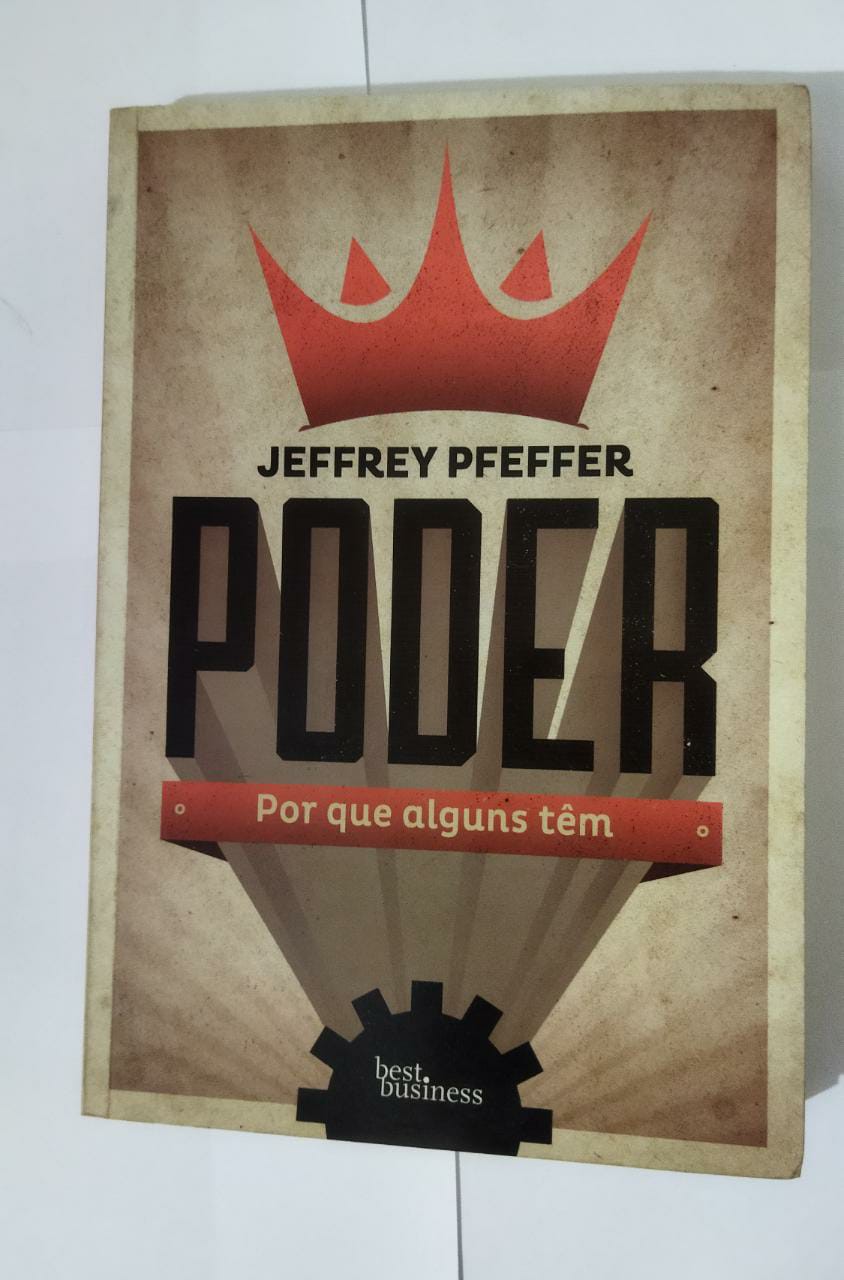 JEFFREY PFEFFER
PODER
Por que alguns têm
best.
business